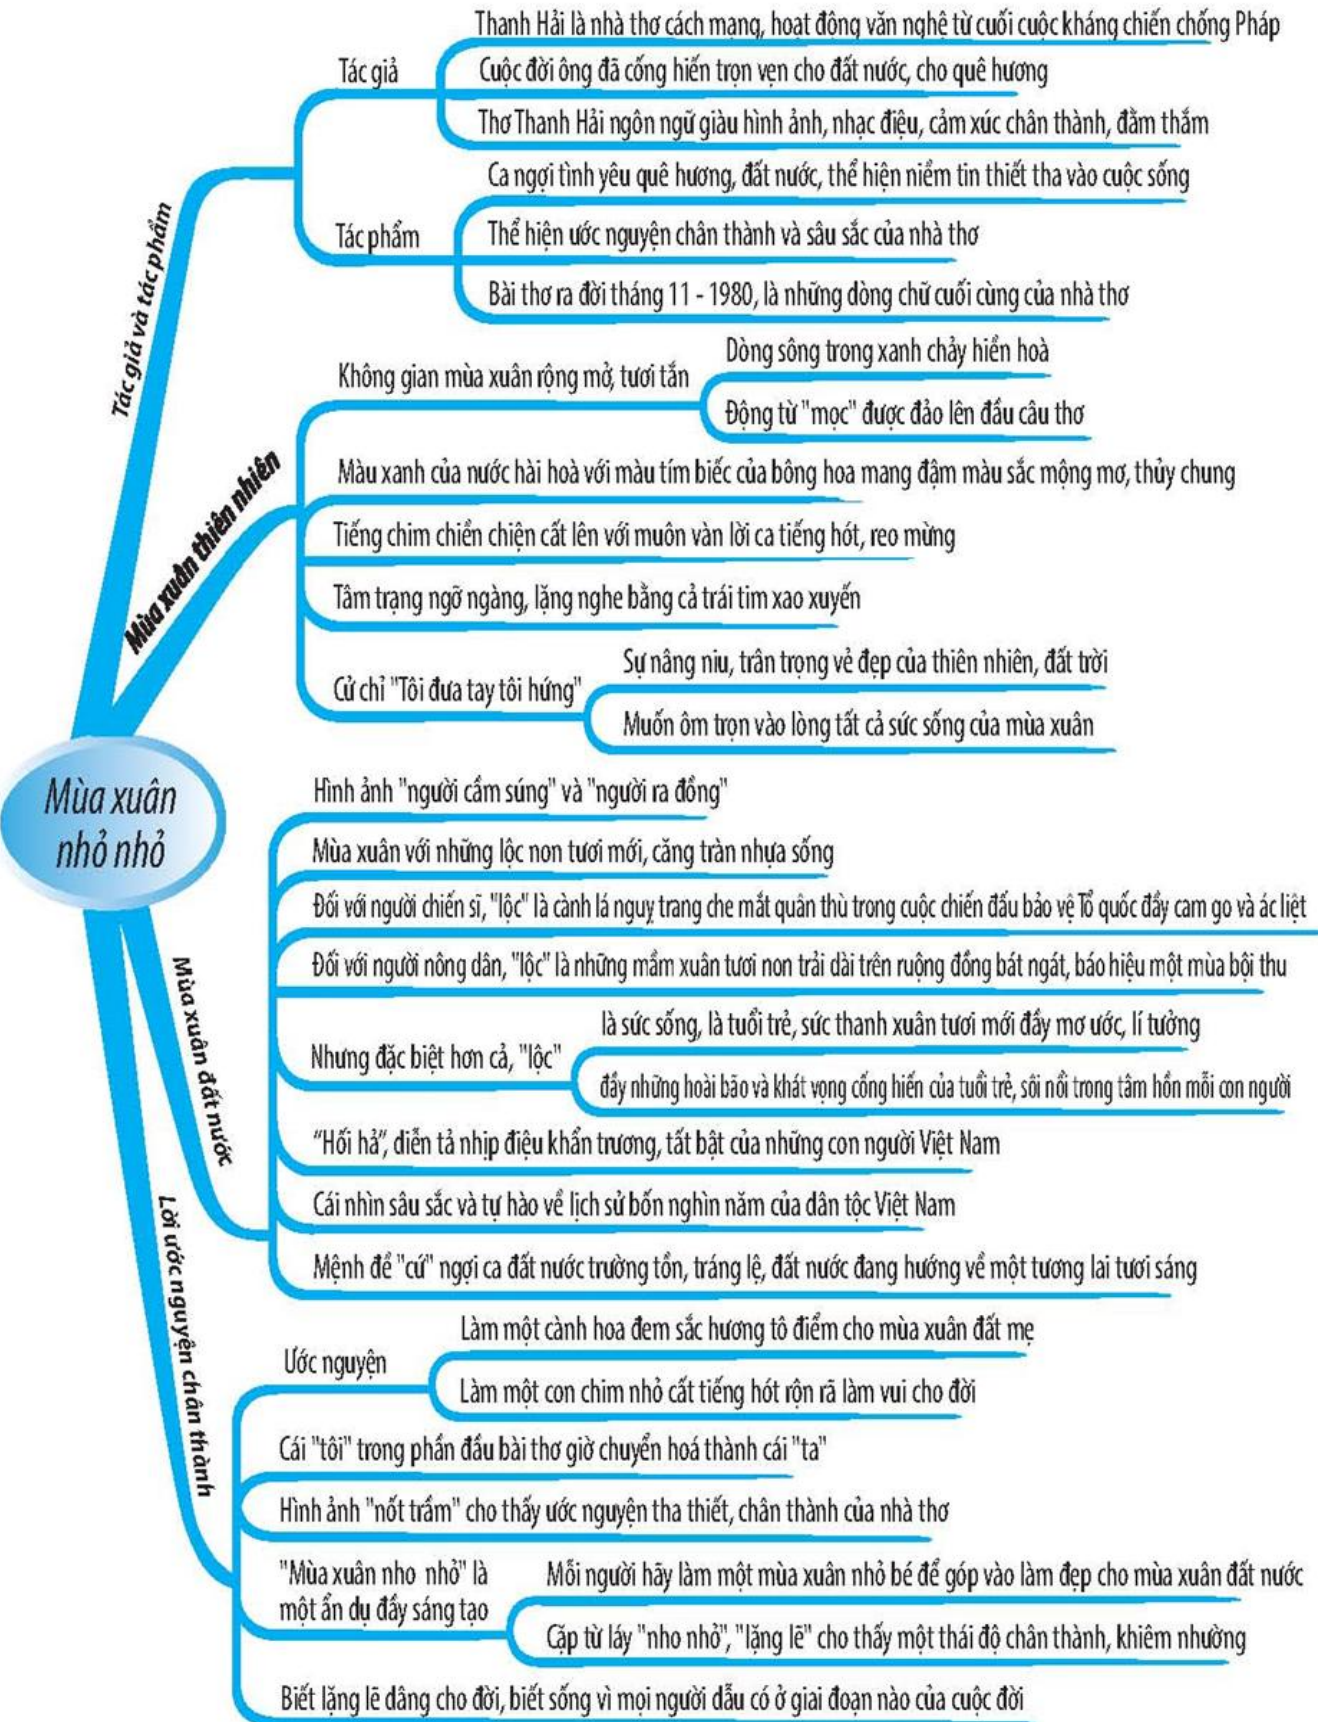 Thanh Hải là nhà thơ cách mạng, hoạt động văn nghệ từ cuối cuộc kháng chiến chống Pháp
Tác giả
Cuộc đời ông đã cống hiến trọn vẹn cho đất nước, cho quê hương
Thơ Thanh Hải ngôn ngữ giàu hình ảnh, nhạc điệu, cảm xúc chân thành, đằm thắm
Tác giả và tác phẩm
Ca ngợi tình yêu quê hương, đất nước, thể hiện niềm tin thiết tha vào cuộc sống
Tác phẩm
Thể hiện ước nguyện chân thành và sâu sắc của nhà thơ
Bài thơ ra đời tháng 11 - 1980, là những dòng chữ cuối cùng của nhà thơ
Mùa xuân thiên nhiên
Không gian mùa xuân rộng mở, tươi tắn
Dòng sông trong xanh chảy hiền hoà
Động từ "mọc" được đảo lên đầu câu thơ
Màu xanh của nước hài hoà với màu tím biếc của bông hoa mang đậm màu sắc mộng mơ, thủy chung
Tiếng chim chiền chiện cất lên với muôn vàn lời ca tiếng hót, reo mừng
Tâm trạng ngỡ ngàng, lặng nghe bằng cả trái tim xao xuyến
Cử chỉ "Tôi đưa tay tôi hứng"
Sự nâng niu, trân trọng vẻ đẹp của thiên nhiên, đất trời
Muốn ôm trọn vào lòng tất cả sức sống của mùa xuân
Mùa xuân
nhỏ nhỏ
Mùa xuân đất nước
Hình ảnh "người cầm súng" và "người ra đồng"
Mùa xuân với những lộc non tươi mới, căng tràn nhựa sống
Đối với người chiến sĩ, "lộc" là cành lá nguỵ trang che mắt quân thù trong cuộc chiến đấu bảo vệ Tổ quốc đầy cam go và ác liệt
Đối với người nông dân, "lộc" là những mầm xuân tươi non trải dài trên ruộng đồng bát ngát, báo hiệu một mùa bội thu
Nhưng đặc biệt hơn cả, "lộc"
là sức sống, là tuổi trẻ, sức thanh xuân tươi mới đầy mơ ước, lí tưởng
đầy những hoài bão và khát vọng cống hiến của tuổi trẻ, sôi nổi trong tâm hồn mỗi con người
“Hối hả”, diễn tả nhịp điệu khẩn trương, tất bật của những con người Việt Nam
Cái nhìn sâu sắc và tự hào về lịch sử bốn nghìn năm của dân tộc Việt Nam
Mệnh đề "cứ" ngợi ca đất nước trường tồn, tráng lệ, đất nước đang hướng về một tương lai tươi sáng
Lời ước nguyện chân thành
Ước nguyện
Làm một cành hoa đem sắc hương tô điểm cho mùa xuân đất mẹ
Làm một con chim nhỏ cất tiếng hót rộn rã làm vui cho đời
Cái "tôi" trong phần đầu bài thơ giờ chuyển hoá thành cái "ta"
Hình ảnh "nốt trầm" cho thấy ước nguyện tha thiết, chân thành của nhà thơ
"Mùa xuân nho nhỏ" là
một ẩn dụ đầy sáng tạo
Mỗi người hãy làm một mùa xuân nhỏ bé để góp vào làm đẹp cho mùa xuân đất nước
Cặp từ láy "nho nhỏ", "lặng lẽ" cho thấy một thái độ chân thành, khiêm nhường
Biết lặng lẽ dâng cho đời, biết sống vì mọi người dẫu có ở giai đoạn nào của cuộc đời